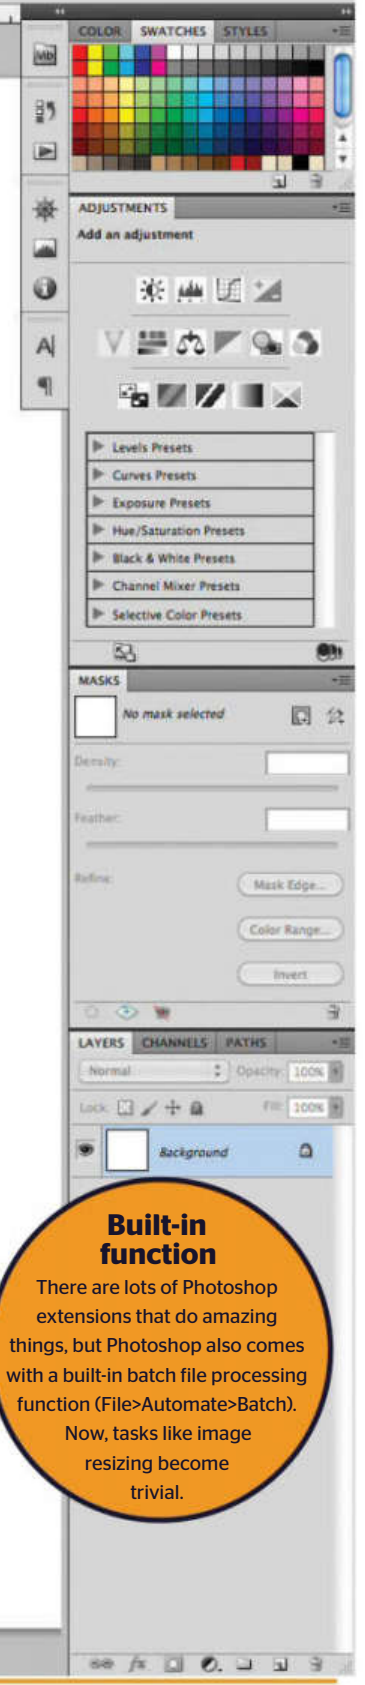 COLOR SWATCHES STYLES
Mb
ADJUSTMENTS
Add an adjustment
Levels Presets
Curves Presets
Exposure Presets
Hue/Saturation Presets
Black & White Presets
Channel Mixer Presets
Selective Color Presets
MASKS
No mask selected
Density:
Feather:
Refine:
Mask Edge...
Color Range...
Invert
LAYERS CHANNELS PATHS
Normal Opacity: 100%
Lock: Fill: 100%
Background
Built-in
function
There are lots of Photoshop
extensions that do amazing
things, but Photoshop also comes
with a built-in batch file processing
function (File>Automate>Batch).
Now, tasks like image
resizing become
trivial.
fx